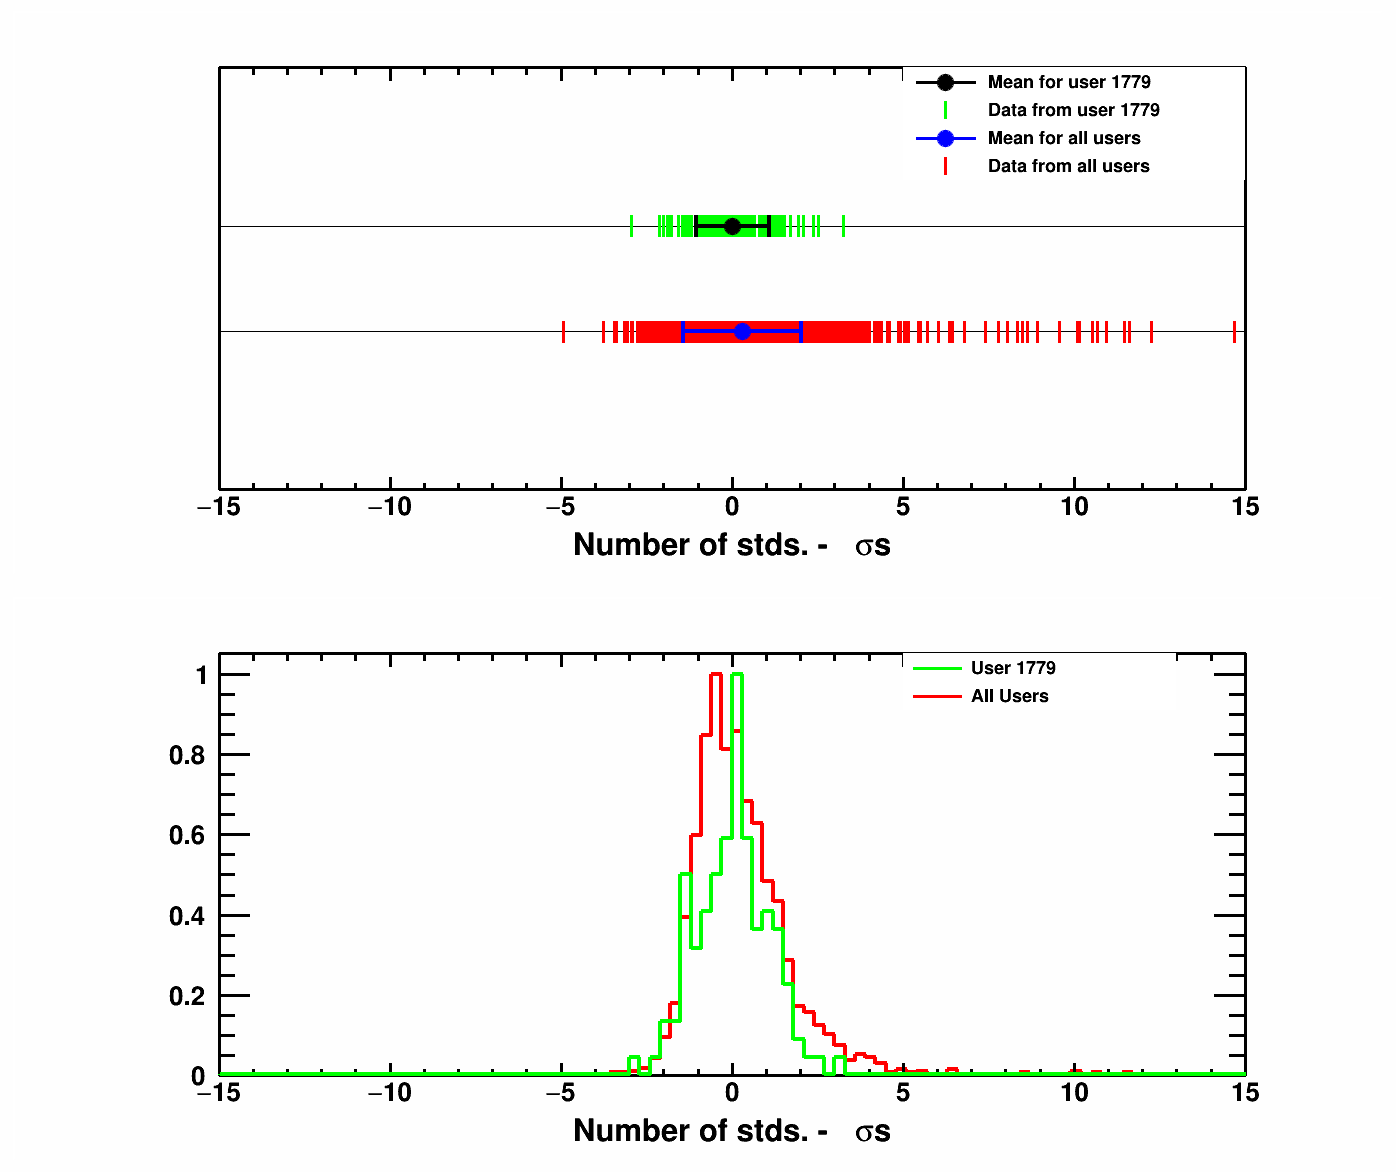 Mean for user 1779
Data from user 1779
Mean for all users
Data from all users
−15 −10 −5 0 5 10 15
Number of stds. - σs
User 1779
All Users
1
0.8
0.6
0.4
0.2
0
−15 −10 −5 0 5 10 15
Number of stds. - σs